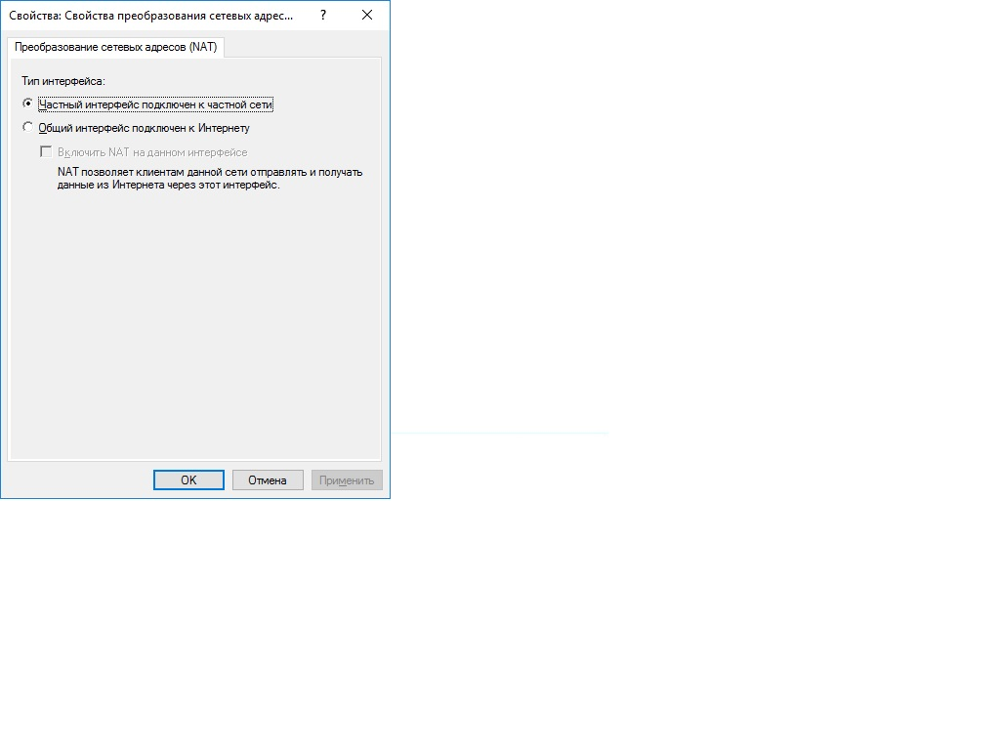 Свойства: Свойства преобразования сетевых адрес...
?
Преобразование сетевых адресов (NAT)
Тип интерфейса:
Частный интерфейс подключен к частной сети
Общий интерфейс подключен к Интернету
Включить NAT на данном интерфейсе
NAT позволяет клиентам данной сети отправлять и получать
данные из Интернета через этот интерфейс.
OK
Отмена
Применить